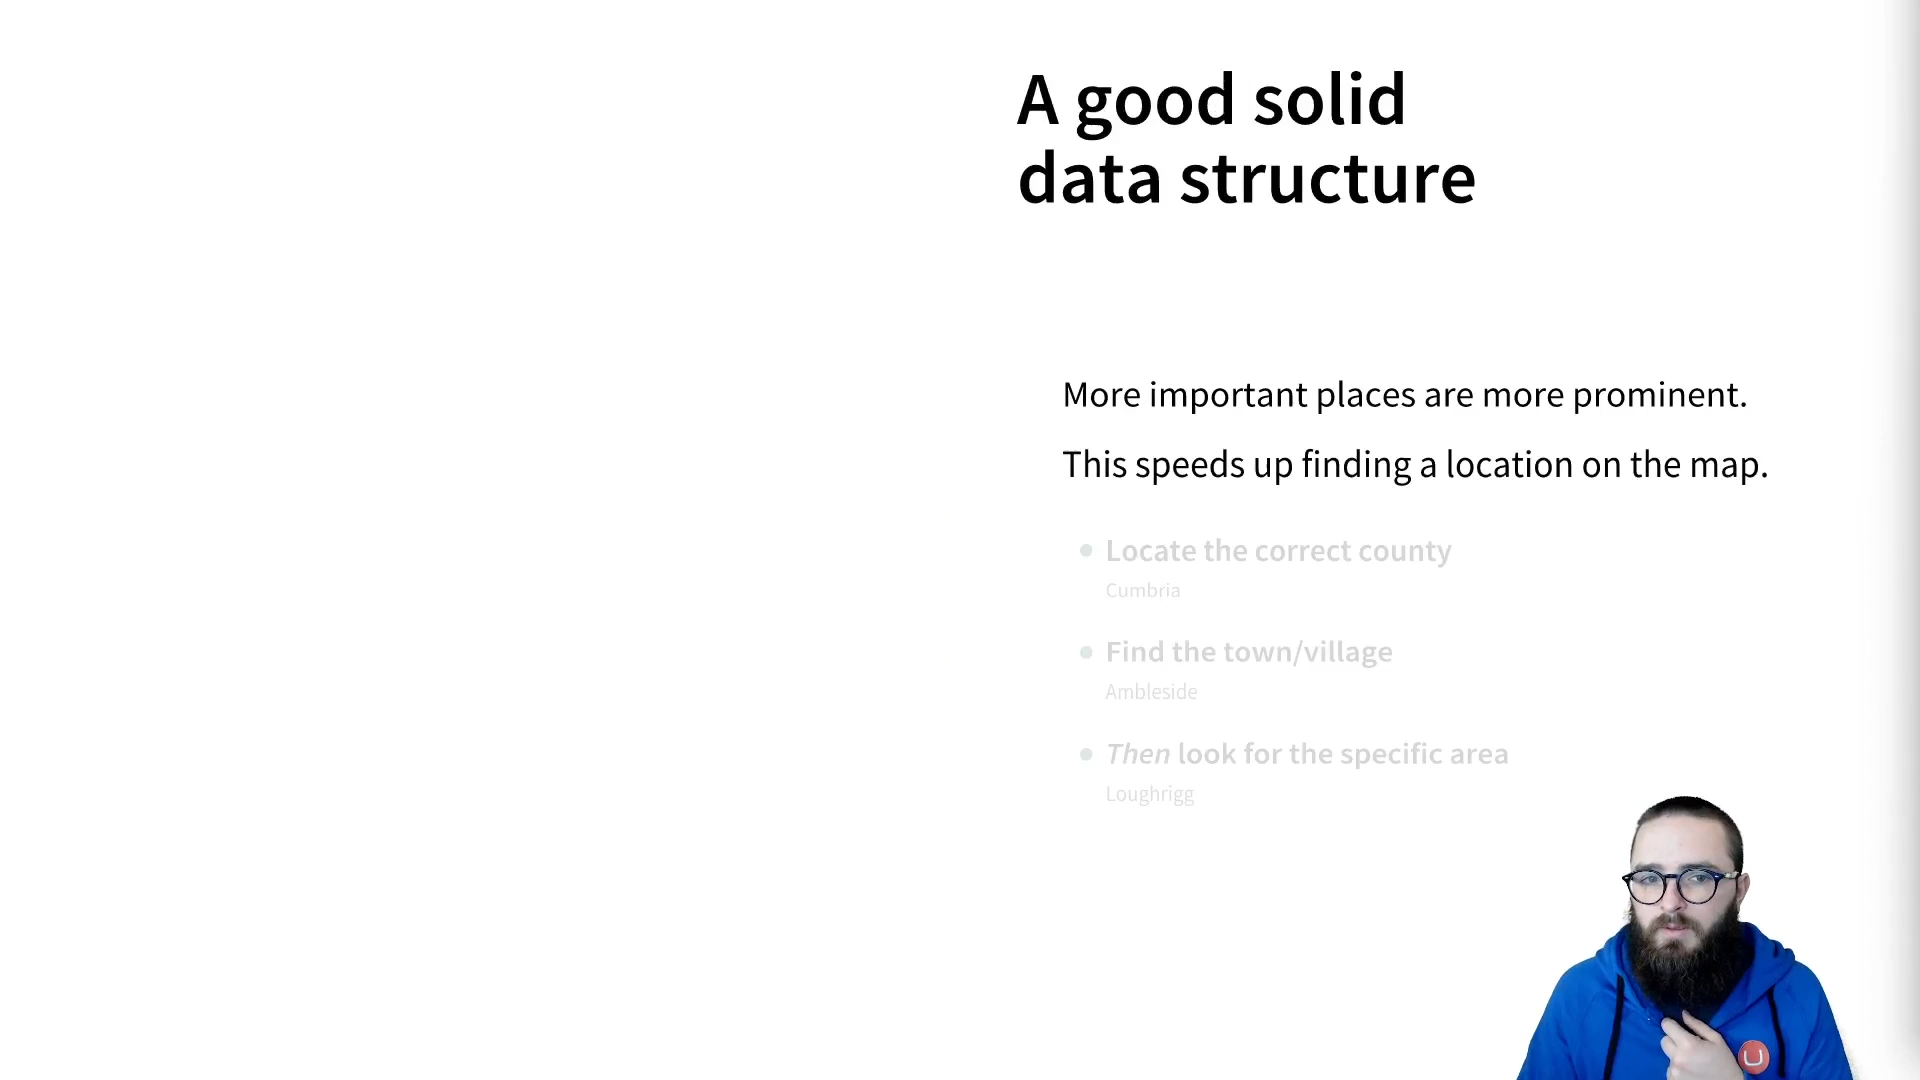 A good solid
data structure
More important places are more prominent.
This speeds up finding a location on the map.
Locate the correct county
Cumbria
Find the town/village
Ambleside
Then look for the specific area
Loughrigg